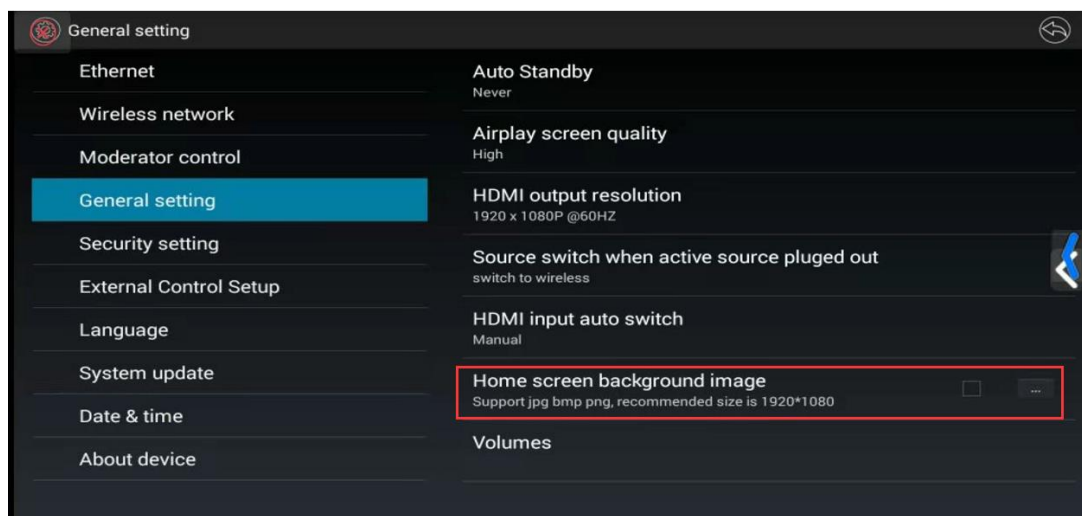 General setting
Ethernet
Wireless network
Moderator control
General setting
Security setting
External Control Setup
Language
System update
Date & time
About device
Auto Standby
Never
Airplay screen quality
High
HDMI output resolution
1920 x 1080P @60HZ
Source switch when active source pluged out
switch to wireless
HDMI input auto switch
Manual
Home screen background image
Support jpg bmp png, recommended size is 1920*1080
...
Volumes